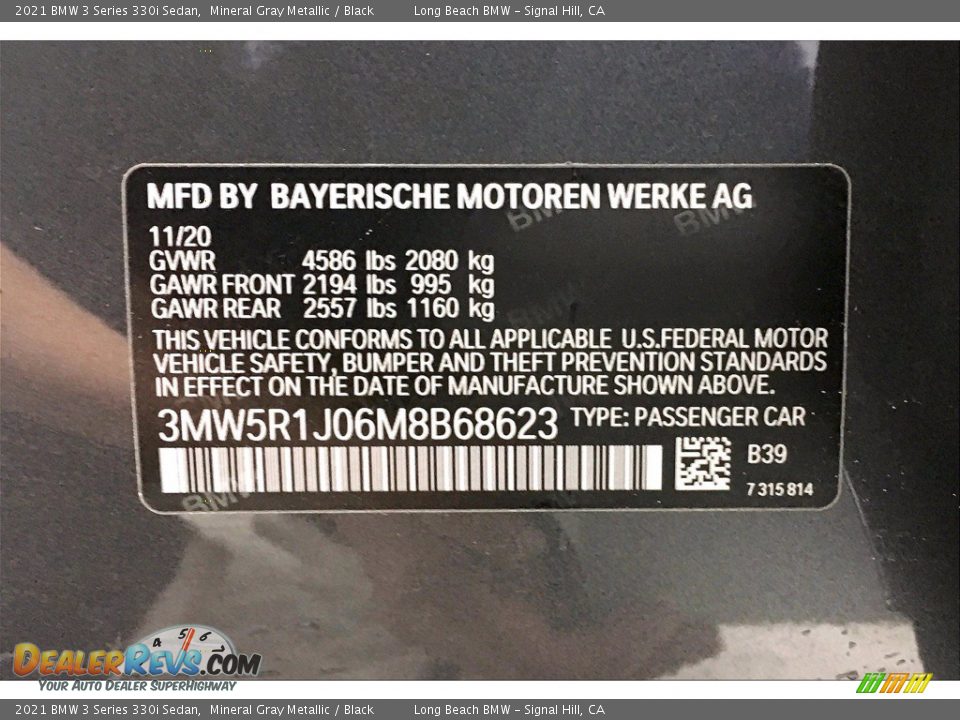 2021 BMW 3 Series 330i Sedan, Mineral Gray Metallic / Black Long Beach BMW - Signal Hill, CA
MFD BY BAYERISCHE MOTOREN WERKE AG
11/20
GVWR 4586 lbs 2080 kg
GAWR FRONT 2194 lbs 995 kg
GAWR REAR 2557 lbs 1160 kg
THIS VEHICLE CONFORMS TO ALL APPLICABLE U.S.FEDERAL MOTOR
VEHICLE SAFETY, BUMPER AND THEFT PREVENTION STANDARDS
IN EFFECT ON THE DATE OF MANUFACTURE SHOWN ABOVE.
3MW5R1J06M8B68623 TYPE: PASSENGER CAR
B39
7 315 814
4 5 6
DEALERREVS.COM
YOUR AUTO DEALER SUPERHIGHWAY
2021 BMW 3 Series 330i Sedan, Mineral Gray Metallic / Black Long Beach BMW - Signal Hill, CA